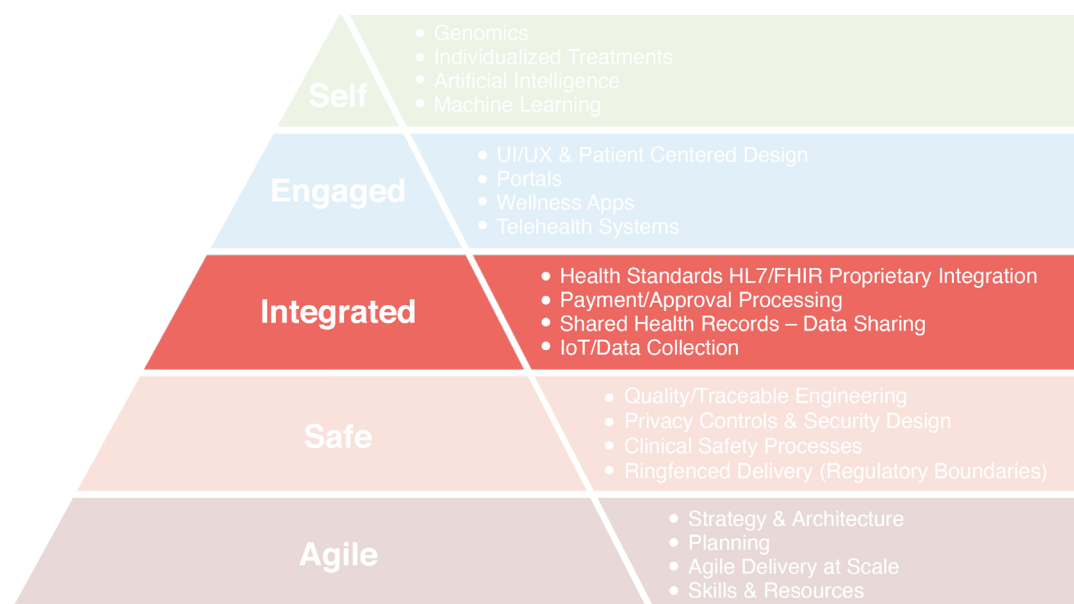 Self
• Genomics
• Individualized Treatments
• Artificial Intelligence
• Machine Learning
Engaged
• UI/UX & Patient Centered Design
• Portals
• Wellness Apps
• Telehealth Systems
Integrated
• Health Standards HL7/FHIR Proprietary Integration
• Payment/Approval Processing
• Shared Health Records – Data Sharing
• IoT/Data Collection
Safe
• Quality/Traceable Engineering
• Privacy Controls & Security Design
• Clinical Safety Processes
• Ringfenced Delivery (Regulatory Boundaries)
Agile
• Strategy & Architecture
• Planning
• Agile Delivery at Scale
• Skills & Resources